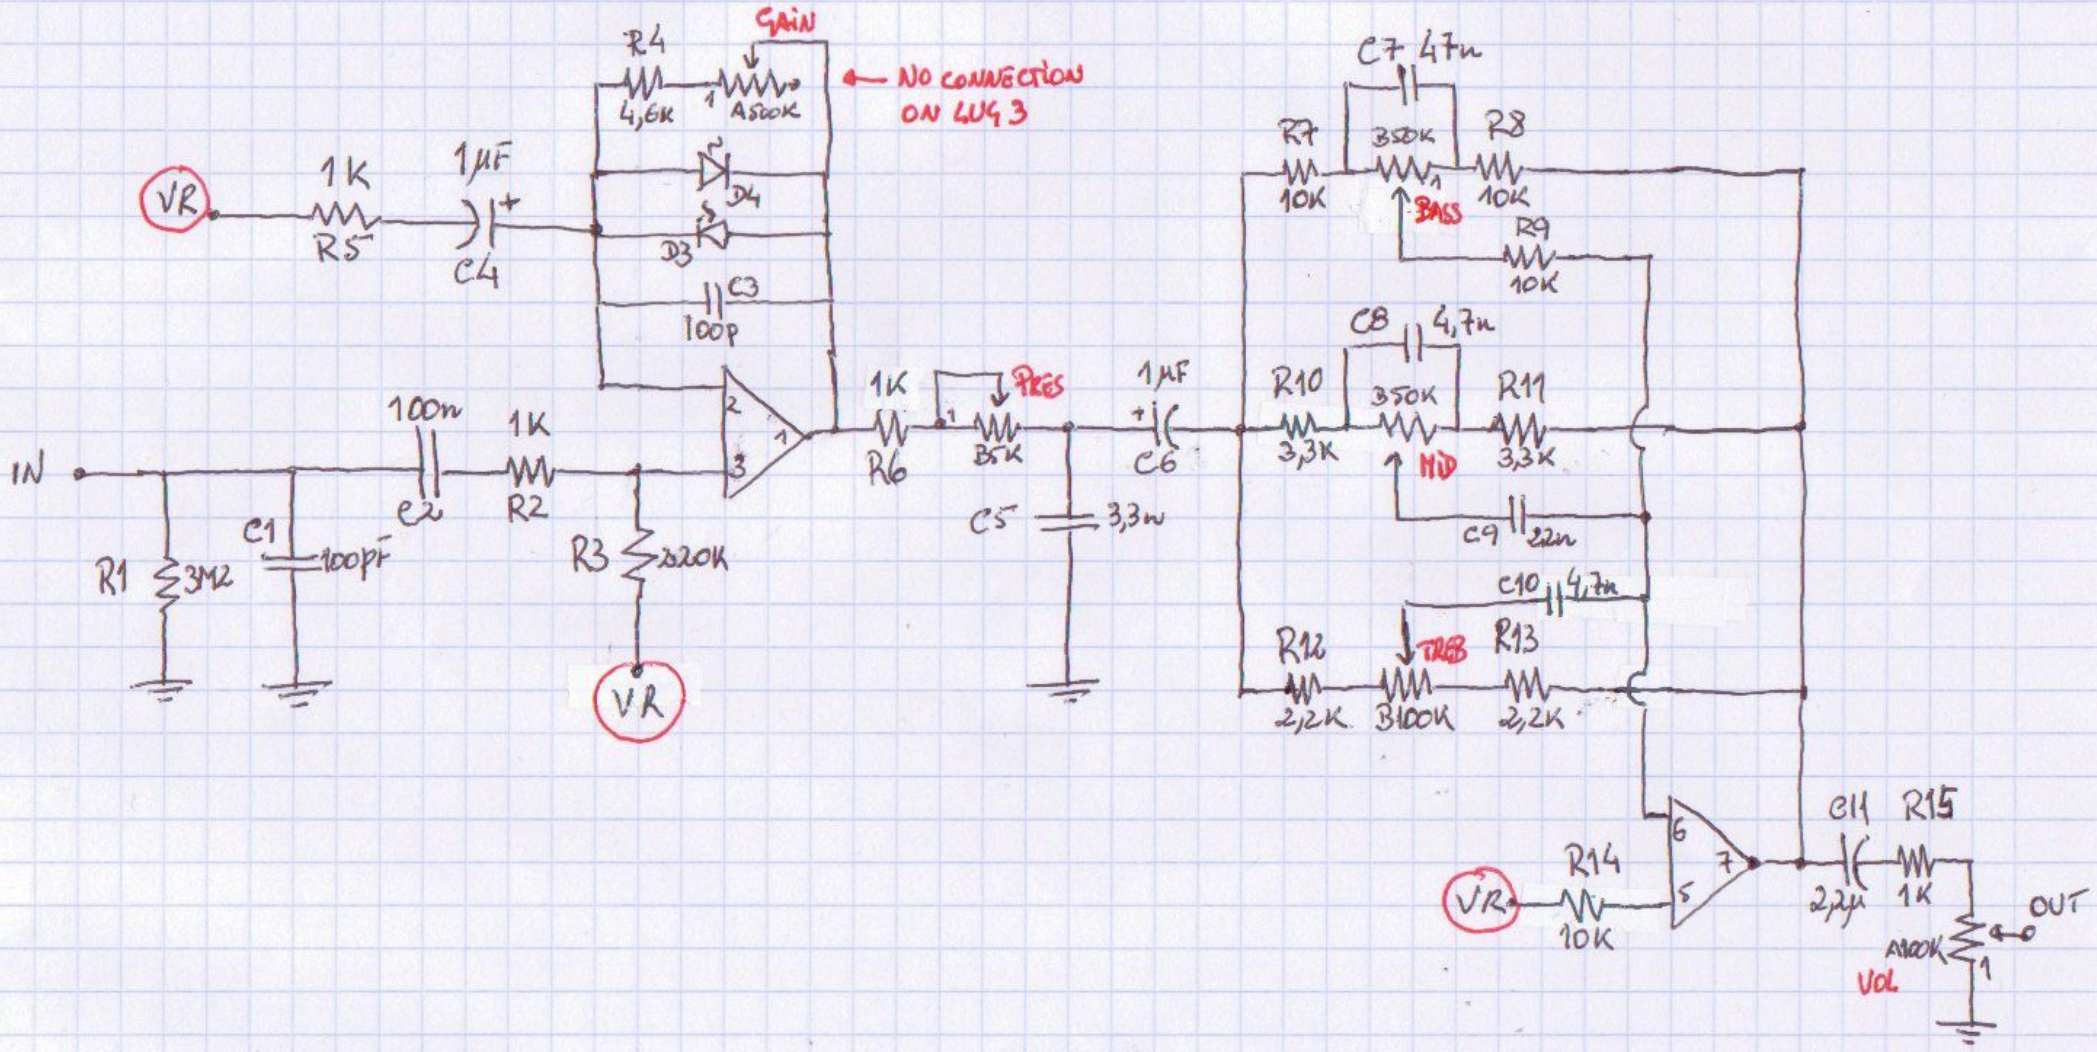 GAIN
R4
4,6K
1
A500K
← NO CONNECTION
ON LUG 3
VR
1K
R5
1µF
+
C4
D4
D3
C3
100p
IN
R1
3M2
C1
100pF
100n
C2
1K
R2
R3
VR
2
3
1
1K
R6
1
PRES
B5K
C5
3,3n
1µF
+
C6
C7 47n
R7
10K
B50K
1
BASS
R8
10K
R9
10K
C8 4,7n
R10
3,3K
B50K
MID
R11
3,3K
C9 22n
C10 4,7n
R12
2,2K
TREB
B100K
R13
2,2K
VR
R14
10K
6
5
7
C11
2,2µ
R15
1K
A100K
1
VOL
OUT